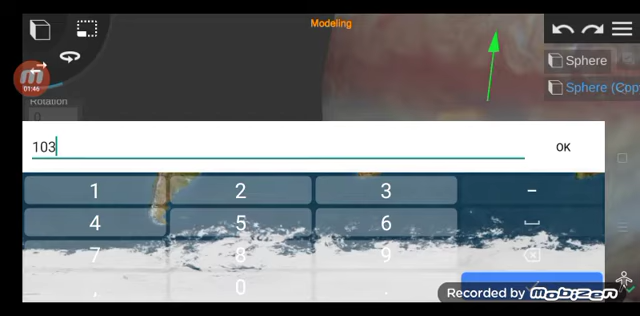 Modeling
Sphere
Sphere (Cop
01:46
Rotation
0
103
OK
1 2 3 −
4 5 6
7 8 9
, 0 .
Recorded by MOBIZEN